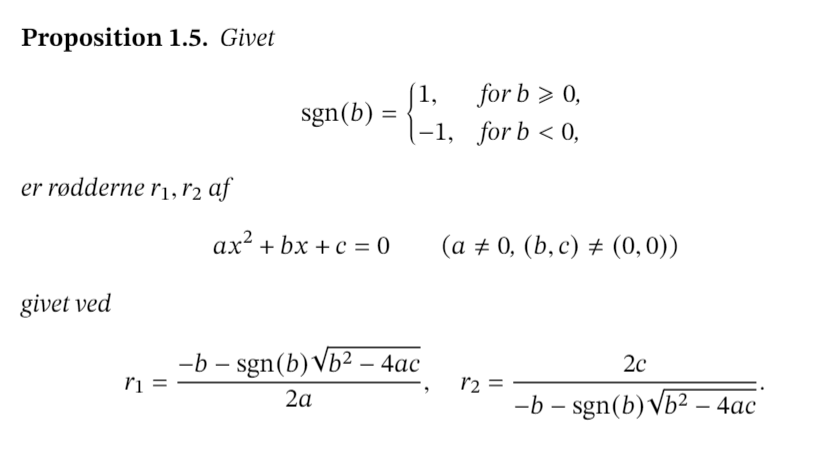 Proposition 1.5. Givet
sgn(b) = { 1, for b ⩾ 0,
−1, for b < 0,
er rødderne r₁, r₂ af
ax² + bx + c = 0 (a ≠ 0, (b, c) ≠ (0, 0))
givet ved
r₁ = (−b − sgn(b)√(b² − 4ac))/(2a), r₂ = (2c)/(−b − sgn(b)√(b² − 4ac)).